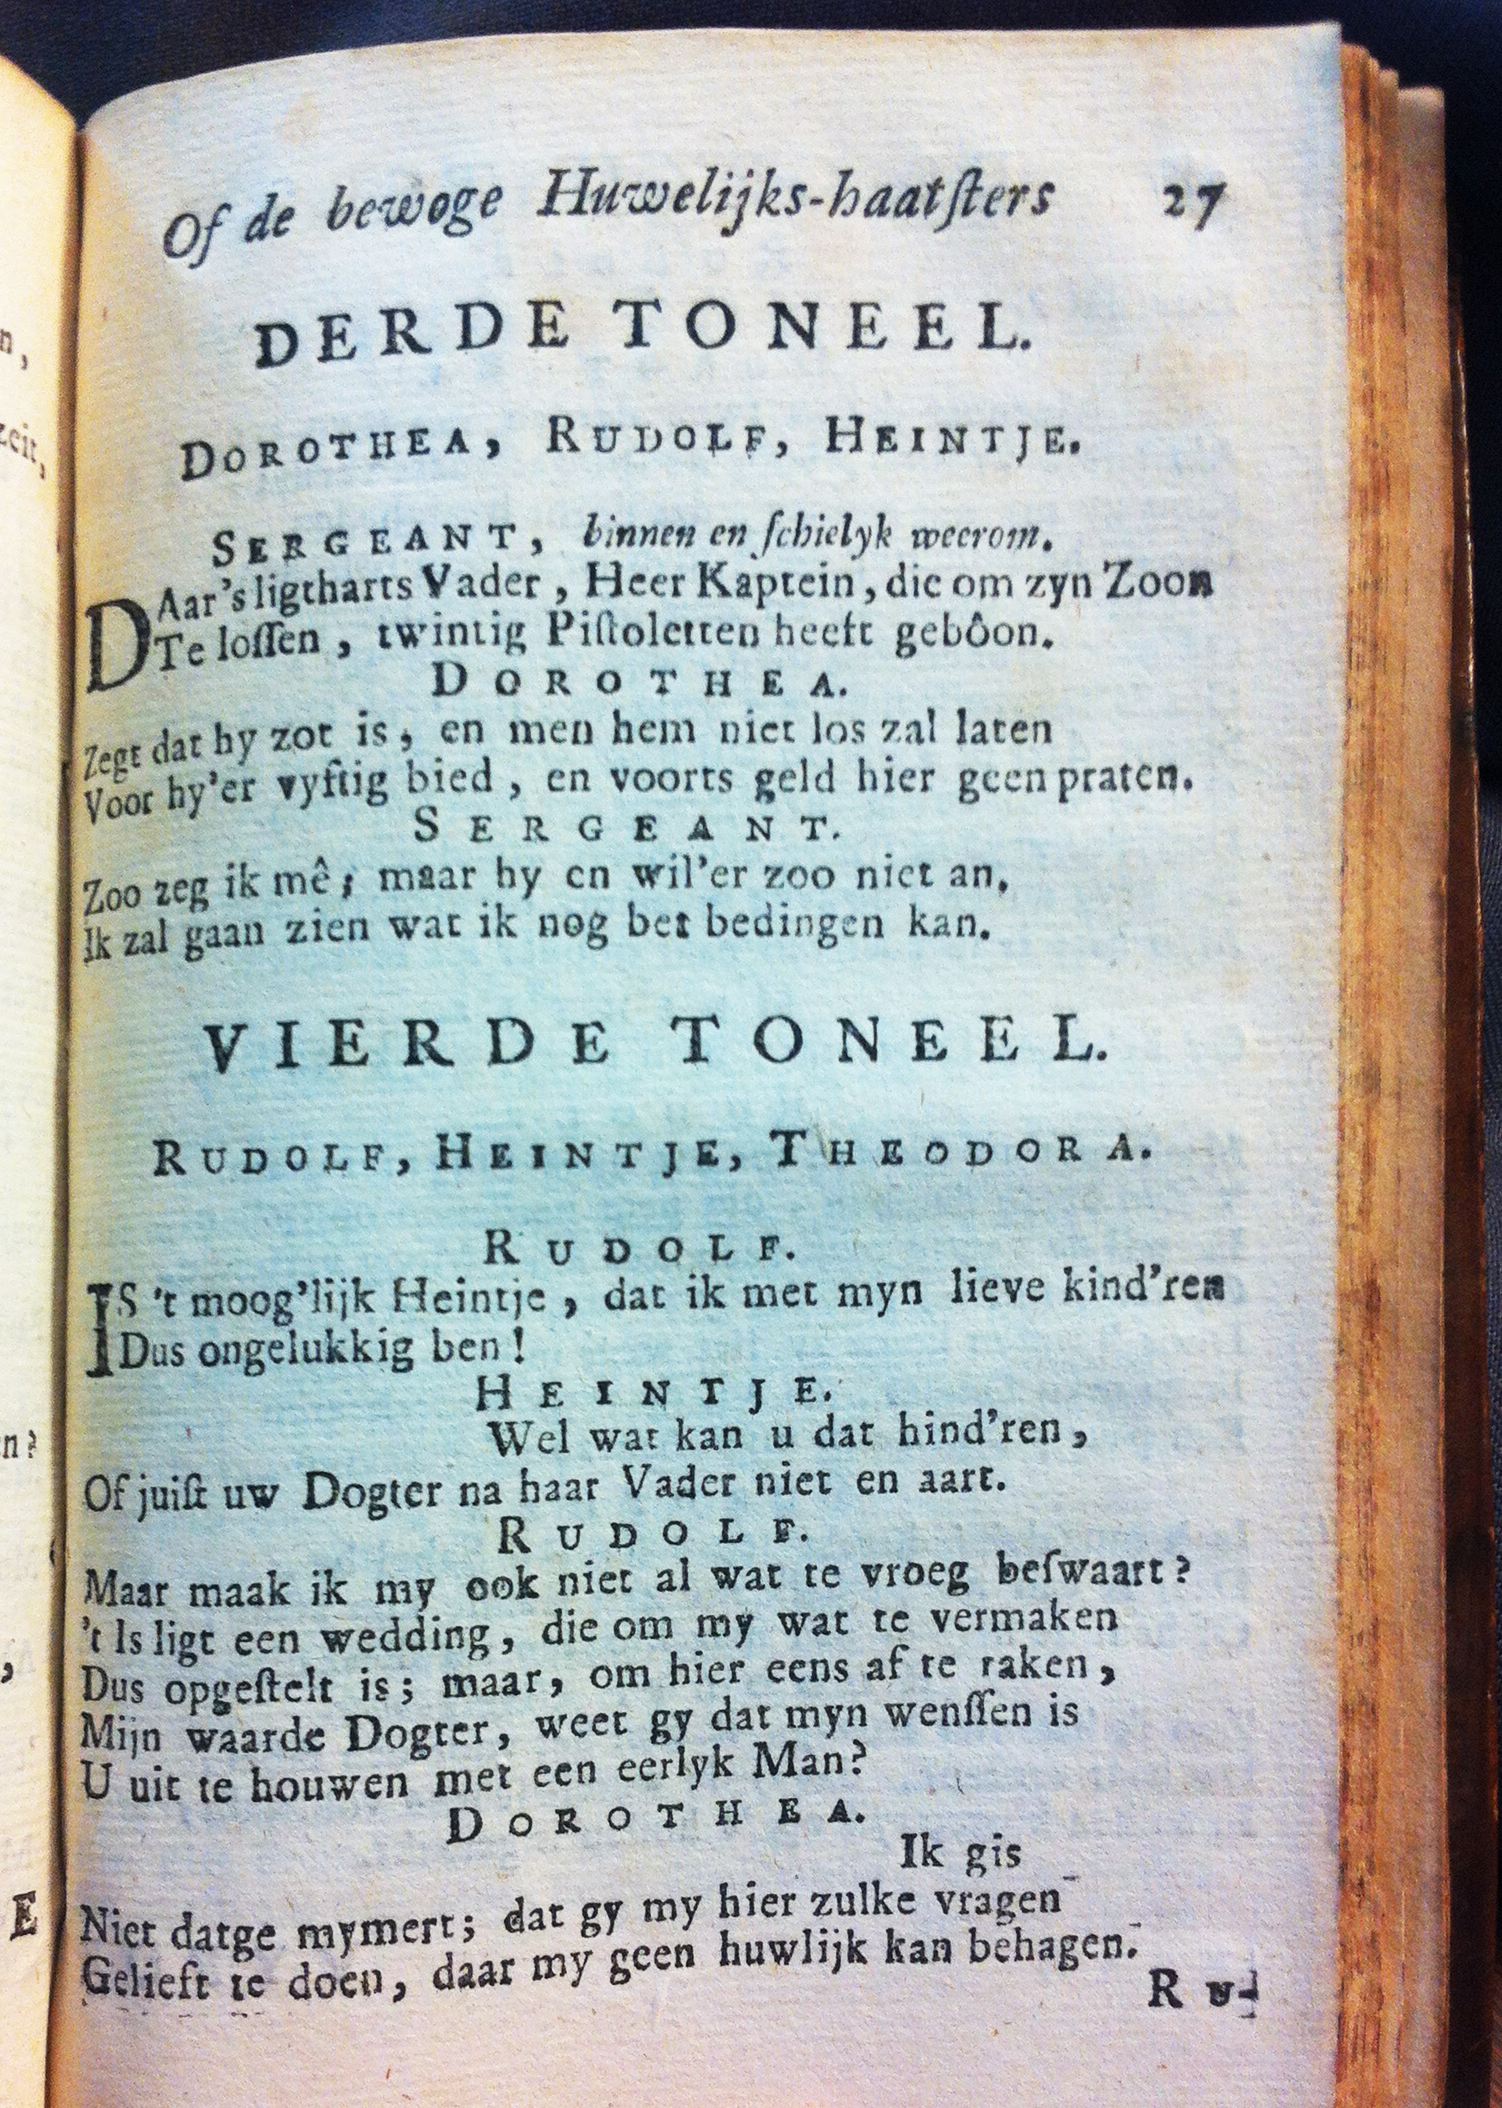 Of de bewoge Huwelijks-haatſters 27
DERDE TONEEL.
DOROTHEA, RUDOLF, HEINTJE.
SERGEANT, binnen en ſchielyk weerom.
DAar's ligtharts Vader, Heer Kaptein, die om zyn Zoon
Te loſſen, twintig Piſtoletten heeft gebôon.
DOROTHEA.
Zegt dat hy zot is, en men hem niet los zal laten
Voor hy'er vyftig bied, en voorts geld hier geen praten.
SERGEANT.
Zoo zeg ik mê; maar hy en wil'er zoo niet an,
Ik zal gaan zien wat ik nog bet bedingen kan.
VIERDE TONEEL.
RUDOLF, HEINTJE, THEODORA.
RUDOLF.
IS 't moog'lijk Heintje, dat ik met myn lieve kind'ren
Dus ongelukkig ben!
HEINTJE.
Wel wat kan u dat hind'ren,
Of juiſt uw Dogter na haar Vader niet en aart.
RUDOLF.
Maar maak ik my ook niet al wat te vroeg beſwaart?
't Is ligt een wedding, die om my wat te vermaken
Dus opgeſtelt is; maar, om hier eens af te raken,
Mijn waarde Dogter, weet gy dat myn wenſſen is
U uit te houwen met een eerlyk Man?
DOROTHEA.
Ik gis
Niet datge mymert; dat gy my hier zulke vragen
Gelieft te doen, daar my geen huwlijk kan behagen.
RU-
n,
zeit,
n?
,
E